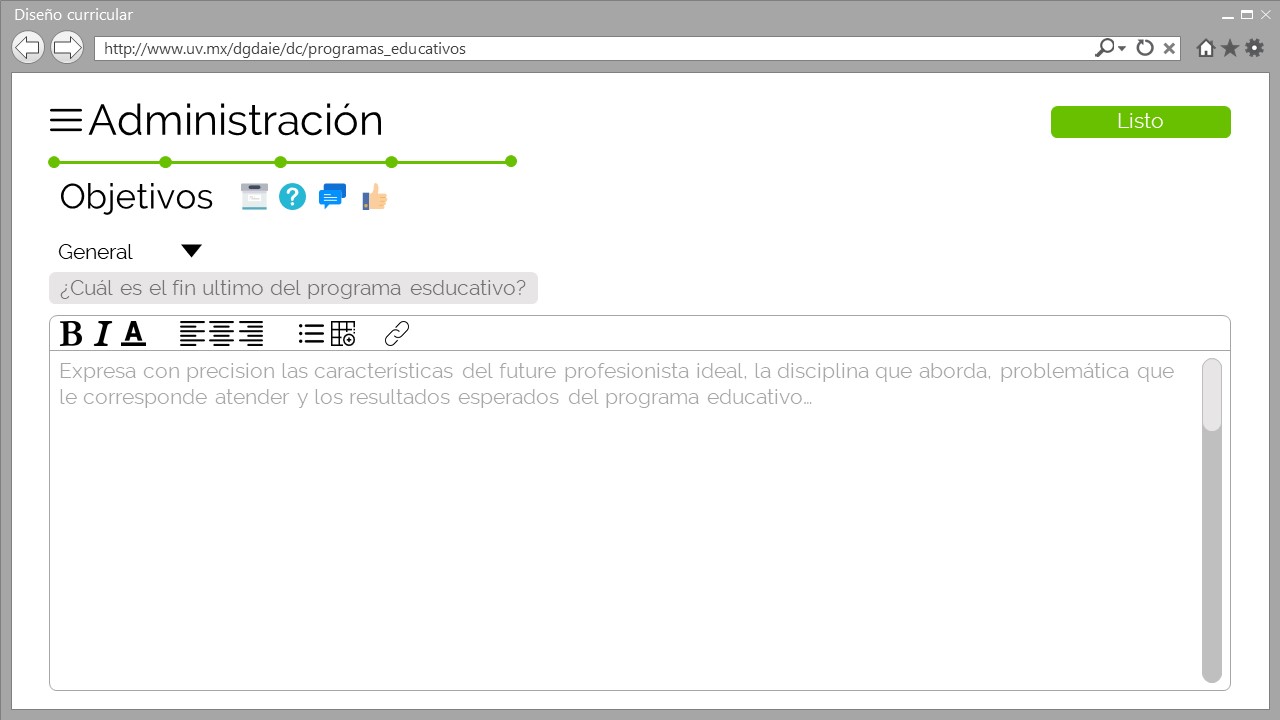 Diseño curricular
http://www.uv.mx/dgdaie/dc/programas_educativos
Administración
Listo
Objetivos
General
¿Cuál es el fin ultimo del programa esducativo?
B I A
Expresa con precision las características del future profesionista ideal, la disciplina que aborda, problemática que
le corresponde atender y los resultados esperados del programa educativo…